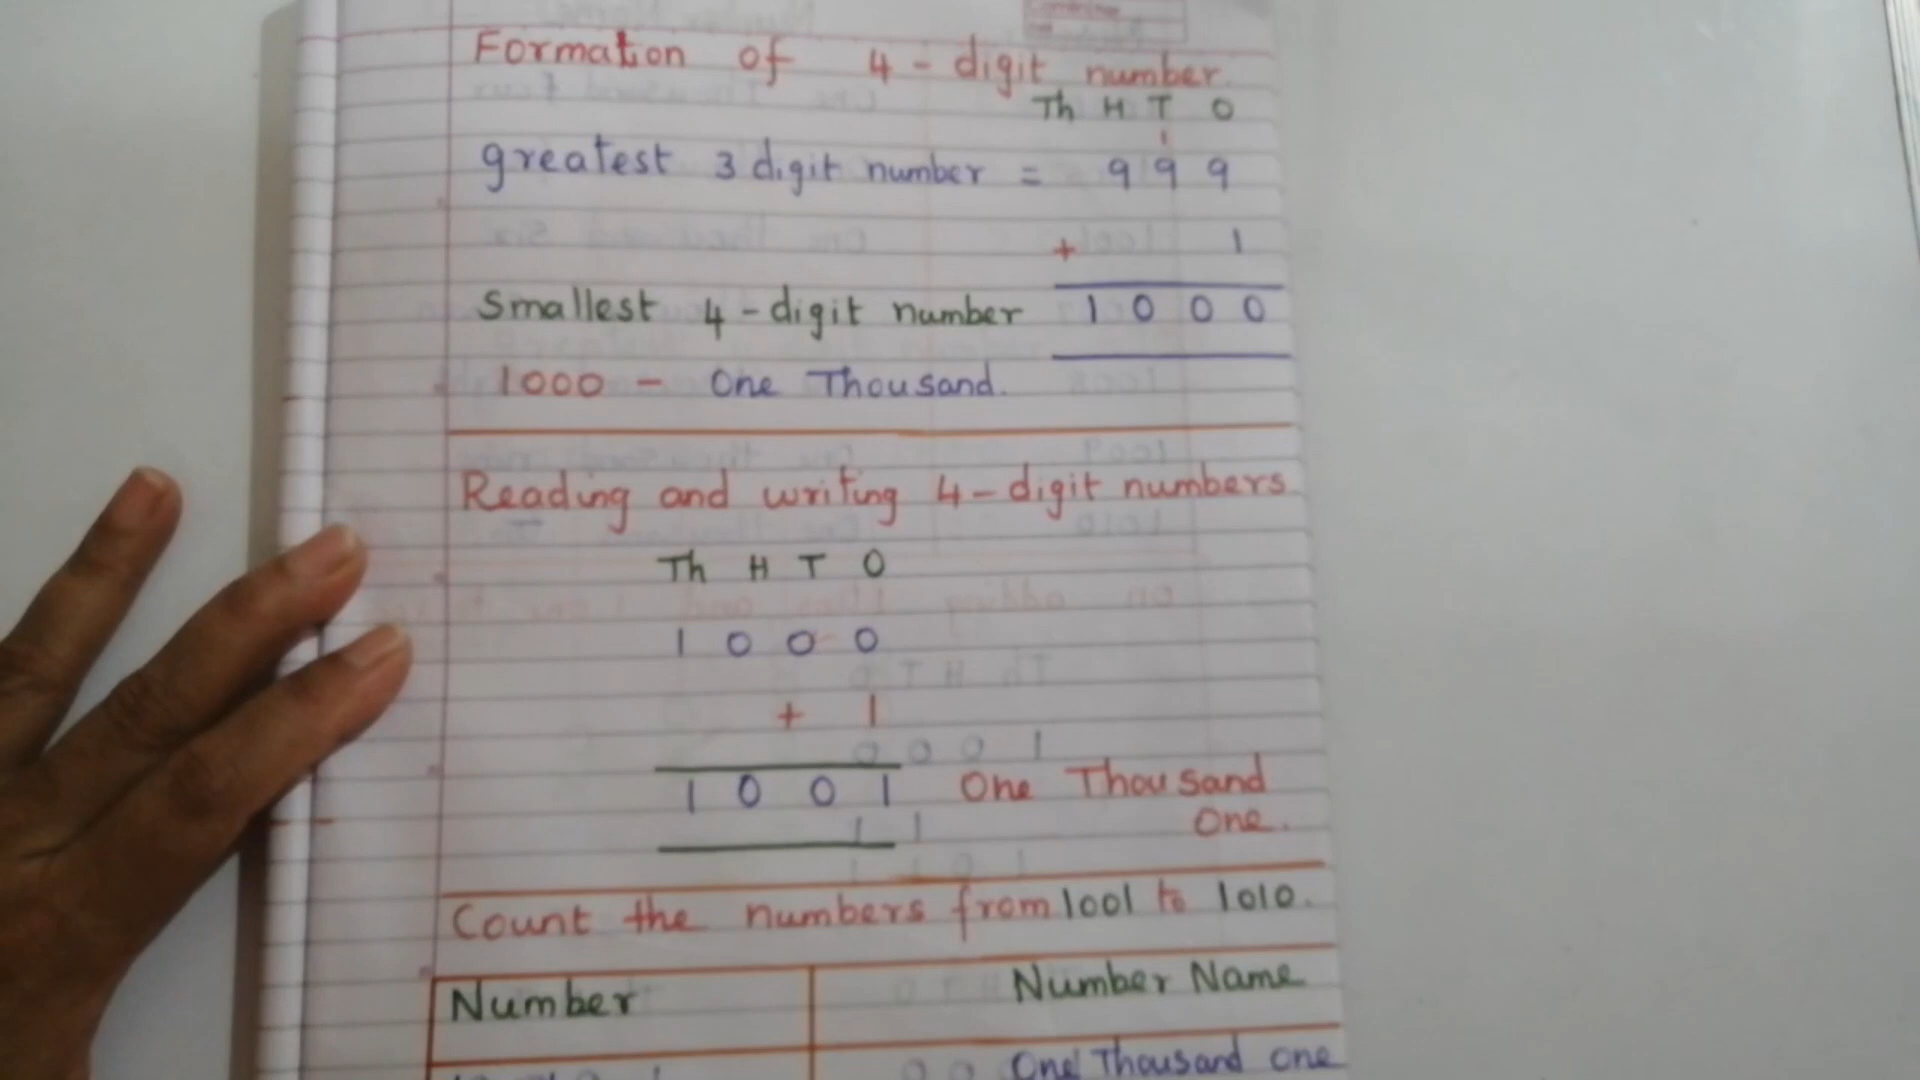 Formation of 4 - digit number.
Th H T O
1
greatest 3 digit number = 9 9 9
+ 1
Smallest 4 - digit number 1 0 0 0
1000 - One Thousand.
Reading and writing 4 - digit numbers
Th H T O
1 0 0 0
+ 1
1 0 0 1 One Thousand
One.
Count the numbers from 1001 to 1010.
Number Number Name
One Thousand one